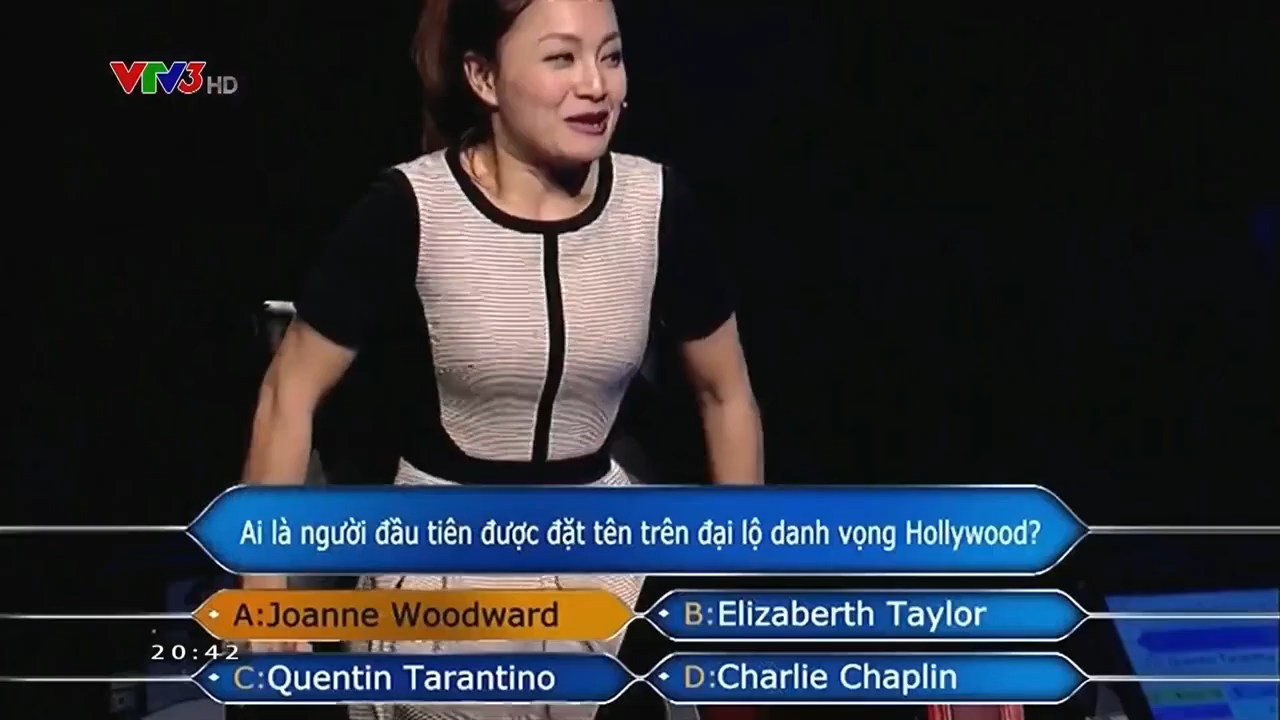 VTV3 HD
Ai là người đầu tiên được đặt tên trên đại lộ danh vọng Hollywood?
A:Joanne Woodward
B:Elizaberth Taylor
20:42
C:Quentin Tarantino
D:Charlie Chaplin